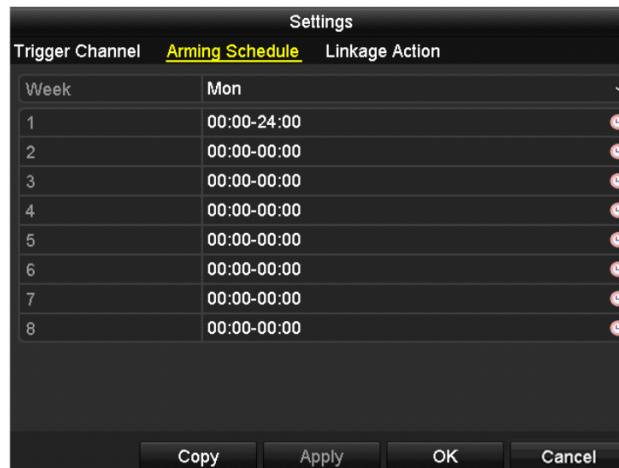 Settings
Trigger Channel Arming Schedule Linkage Action
Week Mon
1 00:00-24:00
2 00:00-00:00
3 00:00-00:00
4 00:00-00:00
5 00:00-00:00
6 00:00-00:00
7 00:00-00:00
8 00:00-00:00
Copy Apply OK Cancel